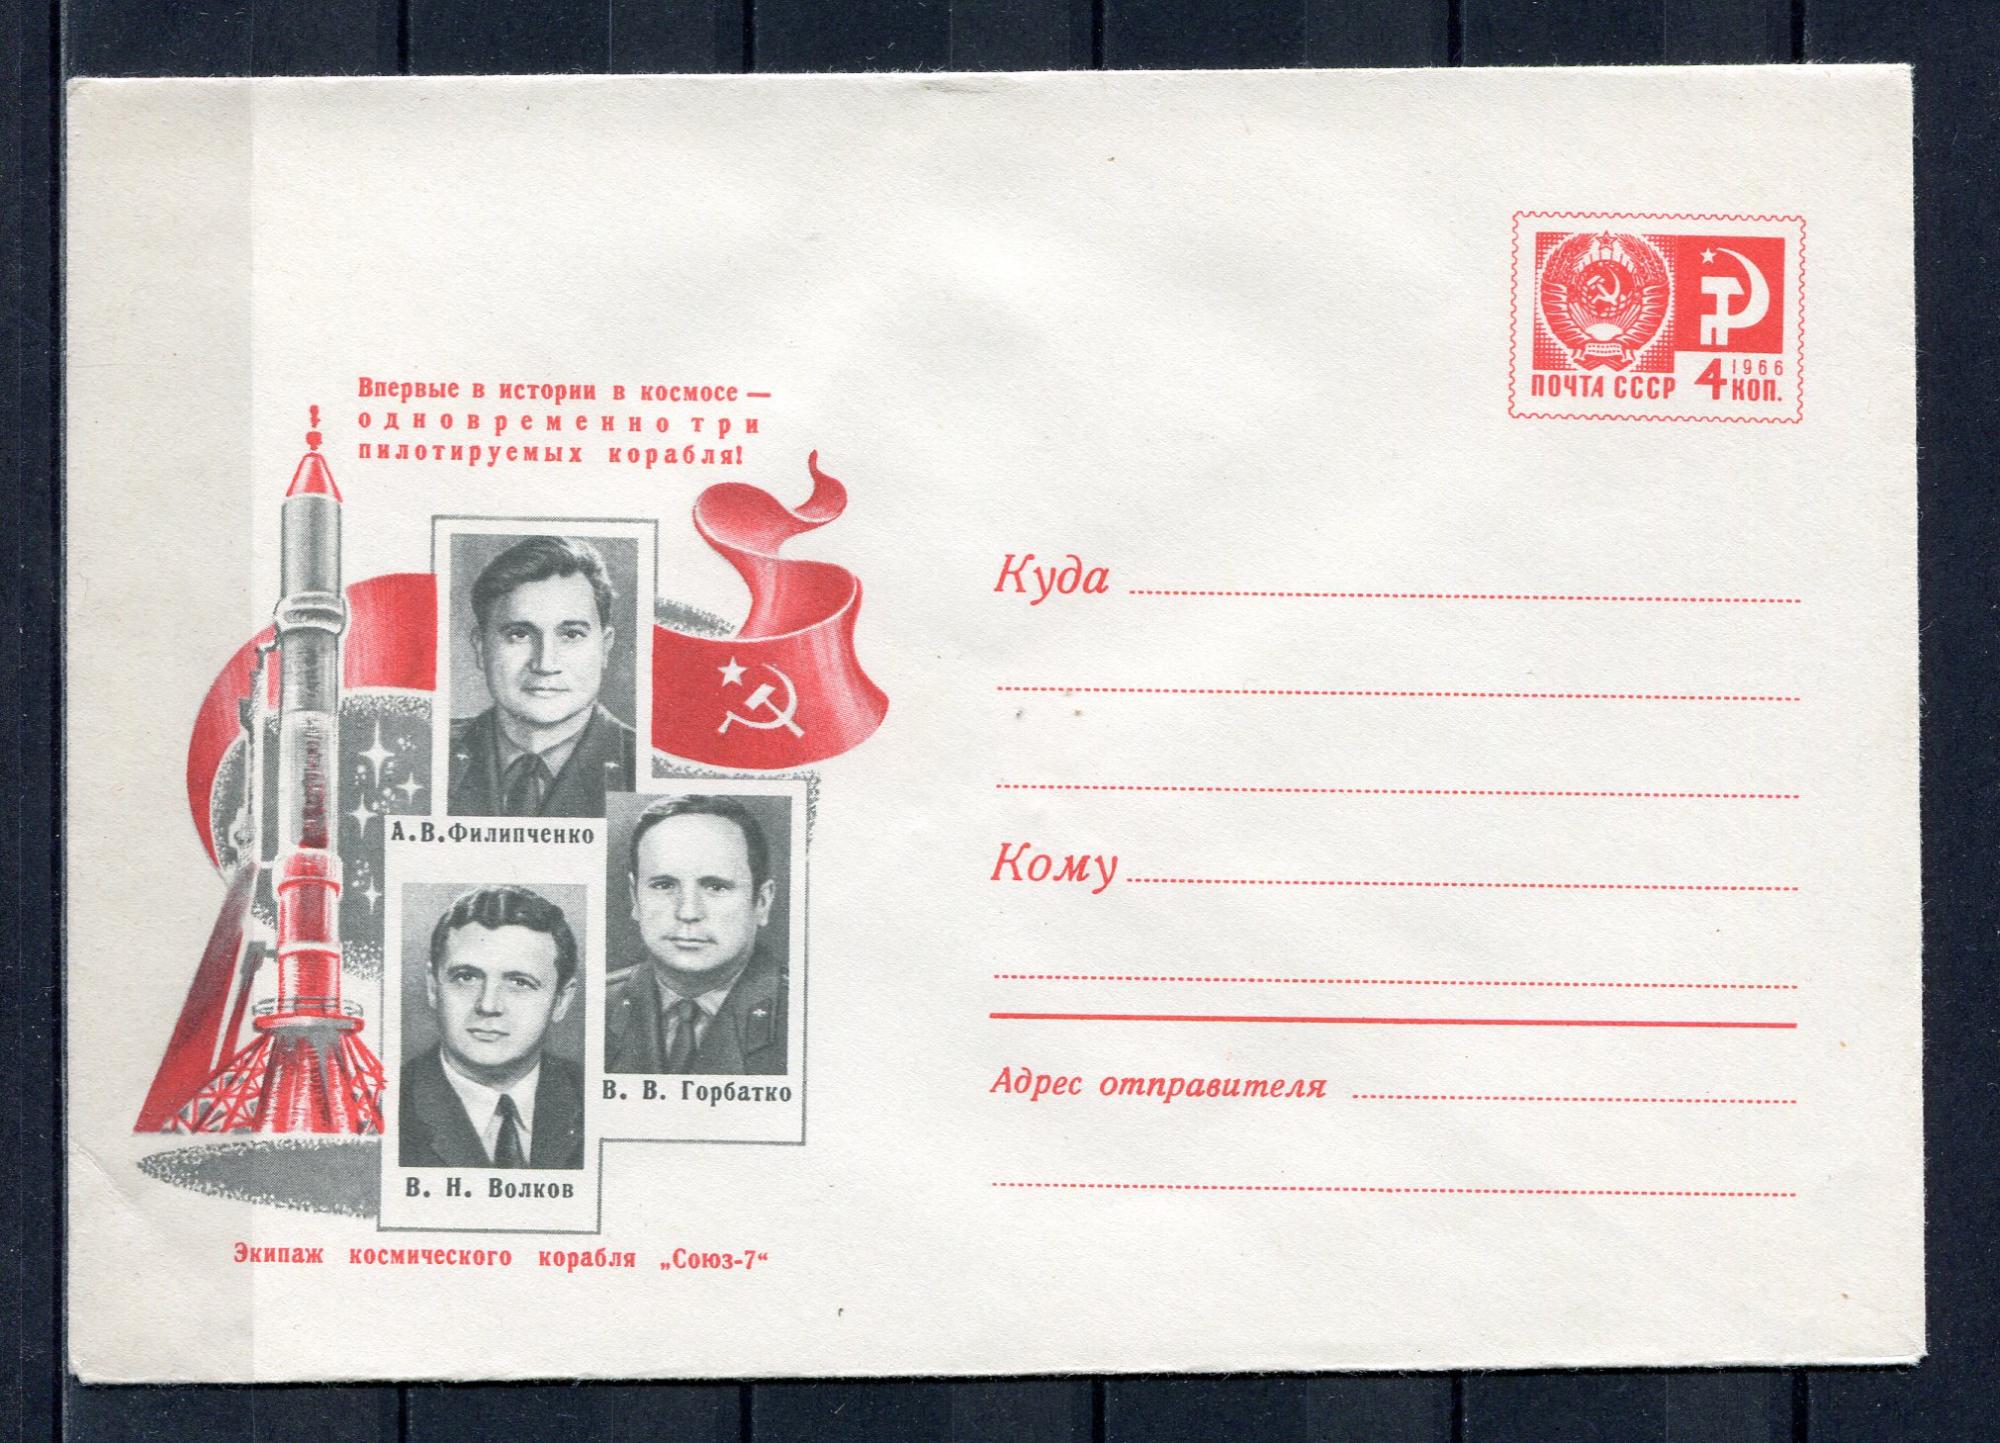 Впервые в истории в космосе —
одновременно три
пилотируемых корабля!
А.В.Филипченко
В. В. Горбатко
В. Н. Волков
Экипаж космического корабля „Союз-7“
ПОЧТА СССР 4 1966 КОП.
Куда
Кому
Адрес отправителя